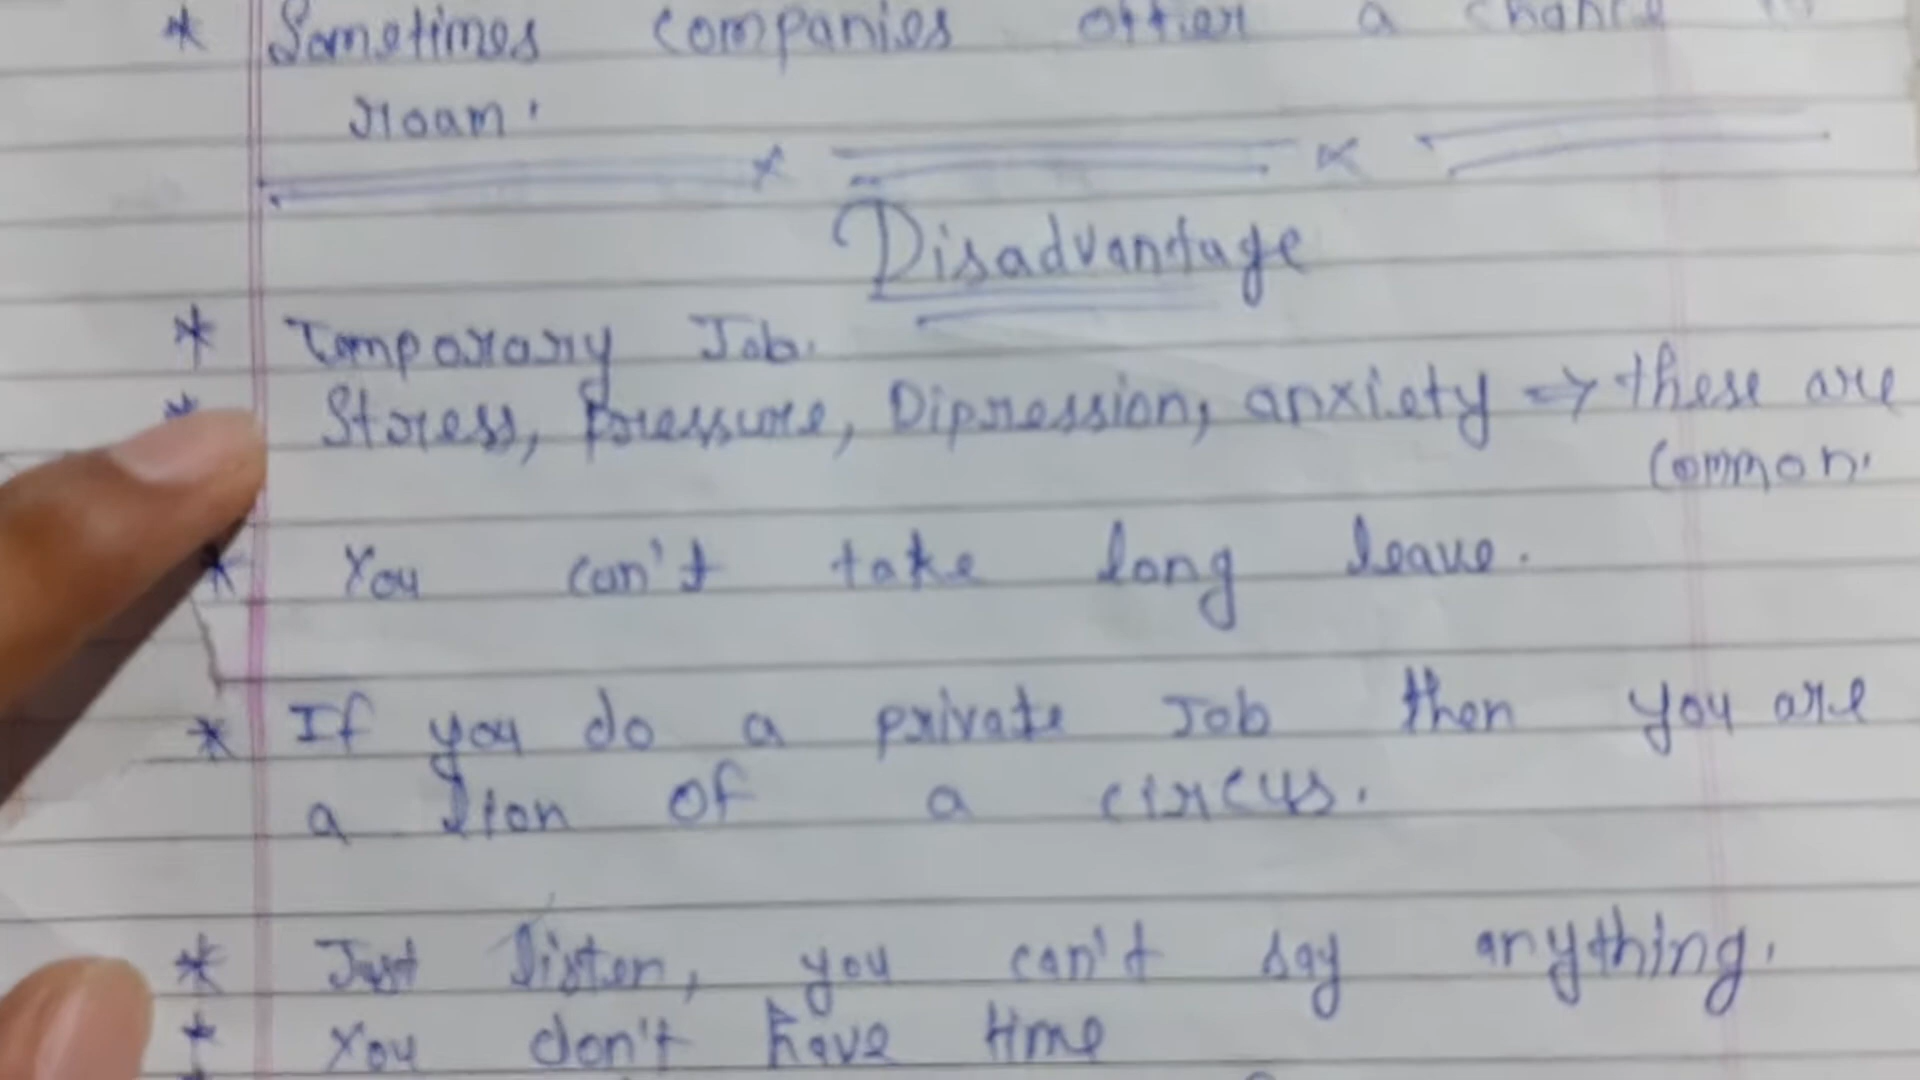 * Sometimes companies offer a chance to
roam.
Disadvantage
* Temporary Job.
* Stress, Pressure, Dipression, anxiety => these are
common.
* You can't take long leave.
* If you do a private Job then you are
a lion of a circus.
* Just listen, you can't say anything.
* You don't have time